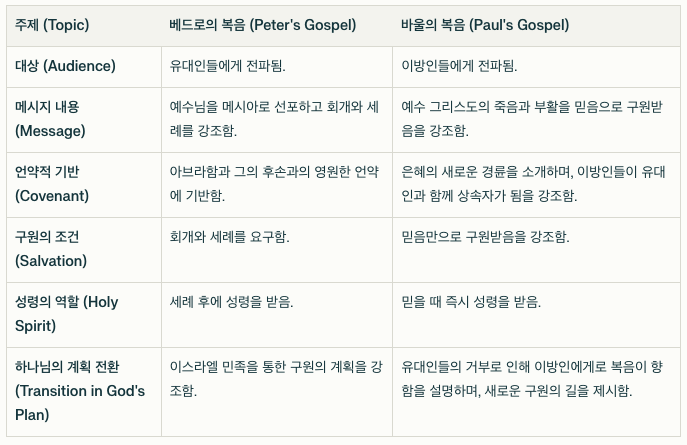 주제 (Topic)
베드로의 복음 (Peter's Gospel)
바울의 복음 (Paul's Gospel)
대상 (Audience)
유대인들에게 전파됨.
이방인들에게 전파됨.
메시지 내용
(Message)
예수님을 메시아로 선포하고 회개와 세
례를 강조함.
예수 그리스도의 죽음과 부활을 믿음으로 구원받
음을 강조함.
언약적 기반
(Covenant)
아브라함과 그의 후손과의 영원한 언약
에 기반함.
은혜의 새로운 경륜을 소개하며, 이방인들이 유대
인과 함께 상속자가 됨을 강조함.
구원의 조건
(Salvation)
회개와 세례를 요구함.
믿음만으로 구원받음을 강조함.
성령의 역할 (Holy
Spirit)
세례 후에 성령을 받음.
믿을 때 즉시 성령을 받음.
하나님의 계획 전환
(Transition in God's
Plan)
이스라엘 민족을 통한 구원의 계획을 강
조함.
유대인들의 거부로 인해 이방인에게로 복음이 향
함을 설명하며, 새로운 구원의 길을 제시함.